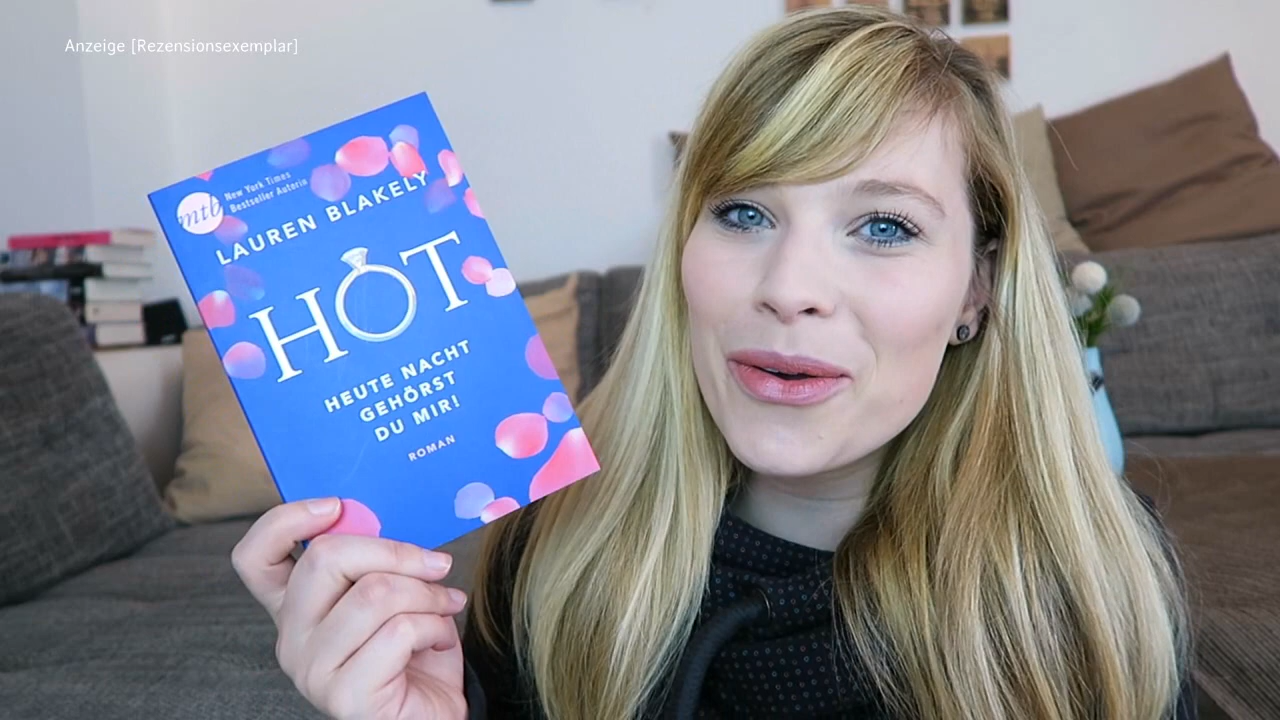 Anzeige [Rezensionsexemplar]
mtb
New York Times
Bestseller Autorin
LAUREN BLAKELY
HOT
HEUTE NACHT
GEHÖRST
DU MIR!
ROMAN